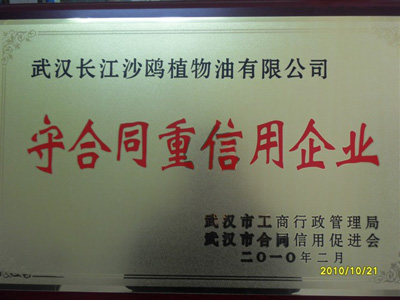 武汉长江沙鸥植物油有限公司
守合同重信用企业
武汉市工商行政管理局
武汉市合同信用促进会
二〇一〇年二月
2010/10/21